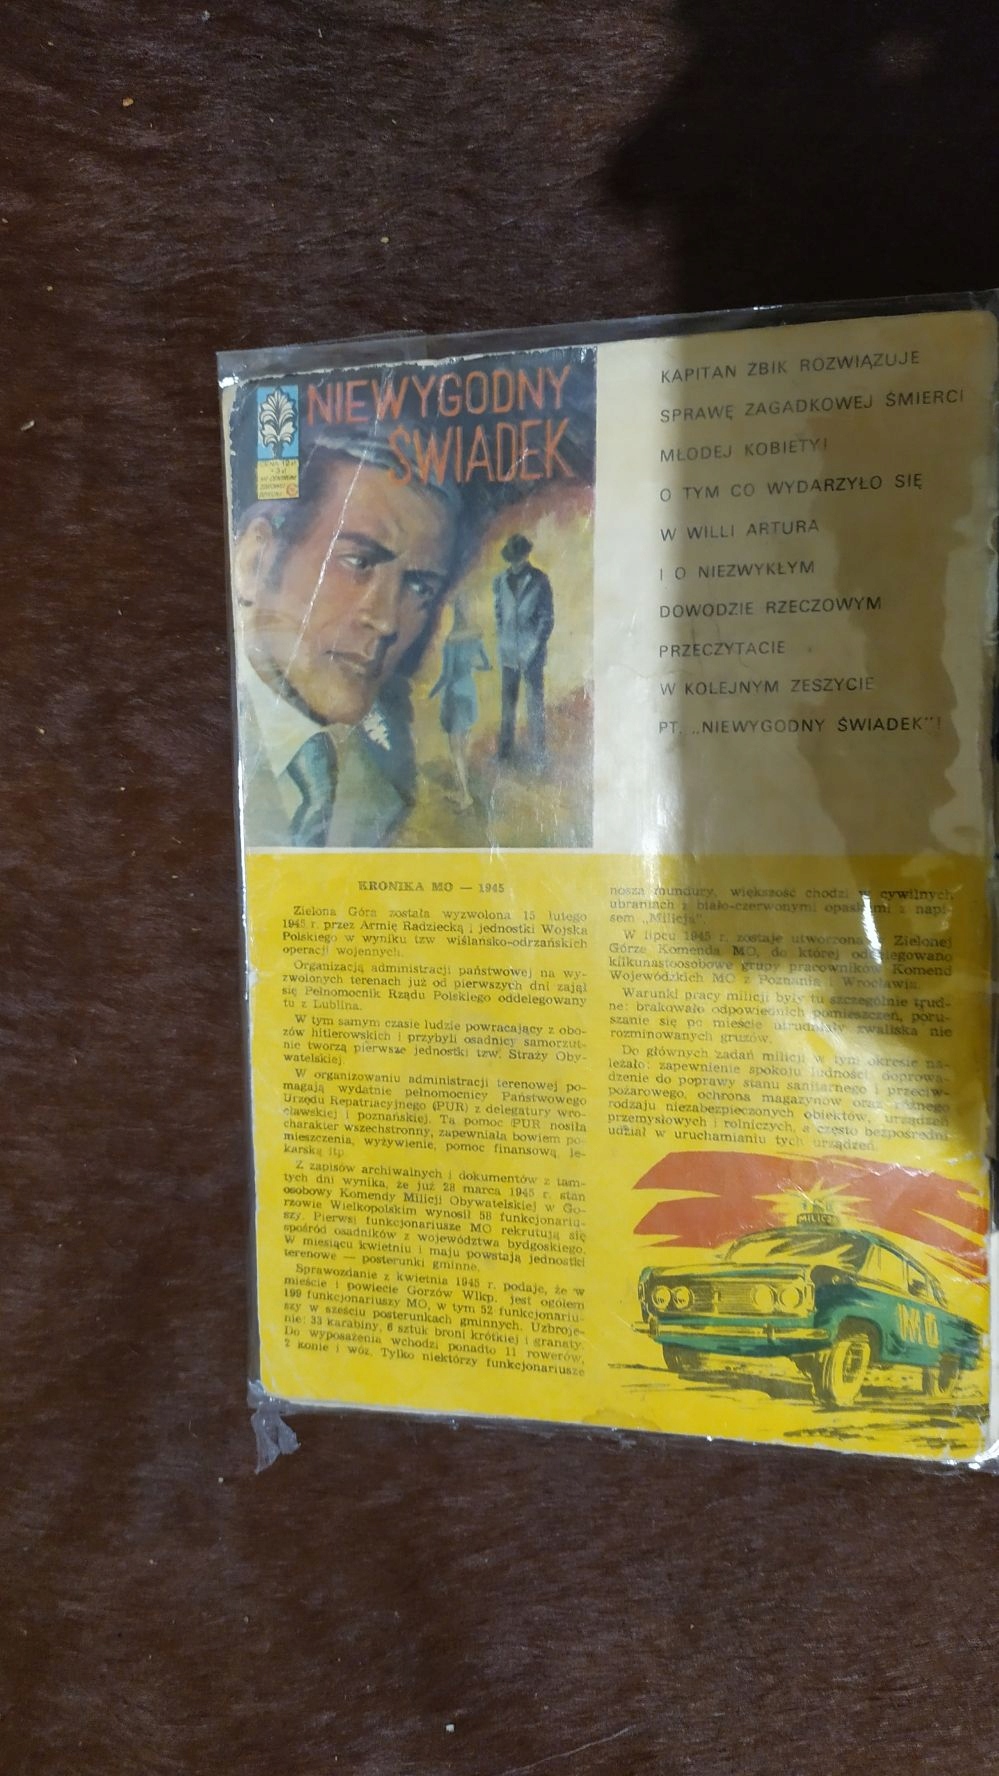 NIEWYGODNY
ŚWIADEK
CENA 12 zł
+ 3 zł
KAPITAN ŻBIK ROZWIĄZUJE
SPRAWĘ ZAGADKOWEJ ŚMIERCI
MŁODEJ KOBIETY!
O TYM CO WYDARZYŁO SIĘ
W WILLI ARTURA
I O NIEZWYKŁYM
DOWODZIE RZECZOWYM
PRZECZYTACIE
W KOLEJNYM ZESZYCIE
PT. „NIEWYGODNY ŚWIADEK"!
KRONIKA MO — 1945
Zielona Góra została wyzwolona 15 lutego
1945 r. przez Armię Radziecką i jednostki Wojska
Polskiego w wyniku tzw wiślańsko-odrzańskich
operacji wojennych.
Organizacją administracji państwowej na wy-
zwolonych terenach już od pierwszych dni zajął
się Pełnomocnik Rządu Polskiego oddelegowany
tu z Lublina.
W tym samym czasie ludzie powracający z obo-
zów hitlerowskich i przybyli osadnicy samorzut-
nie tworzą pierwsze jednostki tzw. Straży Oby-
watelskiej.
W organizowaniu administracji terenowej po-
magają wydatnie pełnomocnicy Państwowego
Urzędu Repatriacyjnego (PUR) z delegatury wro-
cławskiej i poznańskiej. Ta pomoc PUR nosiła
charakter wszechstronny, zapewniała bowiem po-
mieszczenia, wyżywienie, pomoc finansową, le-
karską itp.
Z zapisów archiwalnych i dokumentów z tam-
tych dni wynika, że już 28 marca 1945 r. stan
osobowy Komendy Milicji Obywatelskiej w Go-
rzowie Wielkopolskim wynosił 58 funkcjonariu-
szy. Pierwsi funkcjonariusze MO rekrutują się
spośród osadników z województwa bydgoskiego.
W miesiącu kwietniu i maju powstają jednostki
terenowe — posterunki gminne.
Sprawozdanie z kwietnia 1945 r. podaje, że w
mieście i powiecie Gorzów Wlkp. jest ogółem
199 funkcjonariuszy MO, w tym 52 funkcjonariu-
szy w sześciu posterunkach gminnych. Uzbroje-
nie: 33 karabiny, 6 sztuk broni krótkiej i granaty.
Do wyposażenia wchodzi ponadto 11 rowerów,
2 konie i wóz. Tylko niektórzy funkcjonariusze
noszą mundury, większość chodzi w cywilnych
ubraniach z biało-czerwonymi opaskami z napi-
sem „Milicja".
W lipcu 1945 r. zostaje utworzona w Zielonej
Górze Komenda MO, do której oddelegowano
kilkunastoosobowe grupy pracowników Komend
Wojewódzkich MO z Poznania i Wrocławia.
Warunki pracy milicji były tu szczególnie trud-
ne: brakowało odpowiednich pomieszczeń, poru-
szanie się po mieście utrudniały zwaliska nie
rozminowanych gruzów.
Do głównych zadań milicji w tym okresie na-
leżało: zapewnienie spokoju ludności, doprowa-
dzenie do poprawy stanu sanitarnego i przeciw-
pożarowego, ochrona magazynów oraz różnego
rodzaju niezabezpieczonych obiektów, urządzeń
przemysłowych i rolniczych, a często bezpośredni
udział w uruchamianiu tych urządzeń.
MILICJA